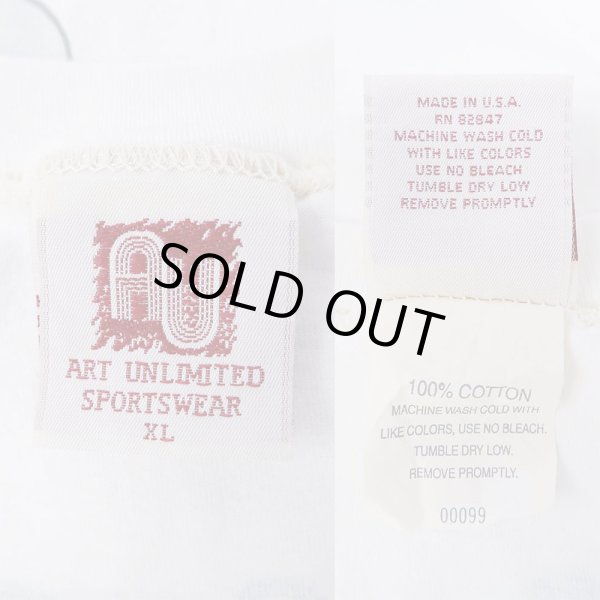 AU
ART UNLIMITED
SPORTSWEAR
XL
SOLD OUT
MADE IN U.S.A.
RN 82847
MACHINE WASH COLD
WITH LIKE COLORS
USE NO BLEACH
TUMBLE DRY LOW
REMOVE PROMPTLY
100% COTTON
MACHINE WASH COLD WITH
LIKE COLORS, USE NO BLEACH.
TUMBLE DRY LOW.
REMOVE PROMPTLY.
00099